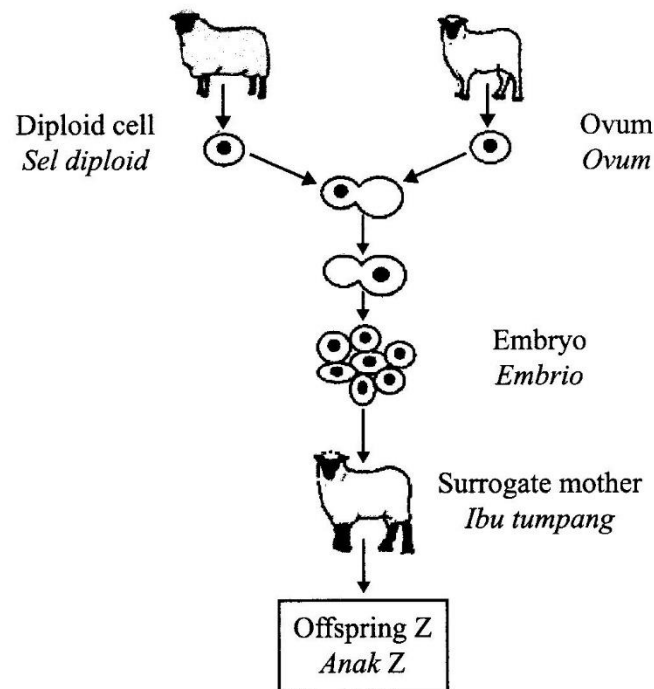 Diploid cell
Sel diploid
Ovum
Ovum
Embryo
Embrio
Surrogate mother
Ibu tumpang
Offspring Z
Anak Z